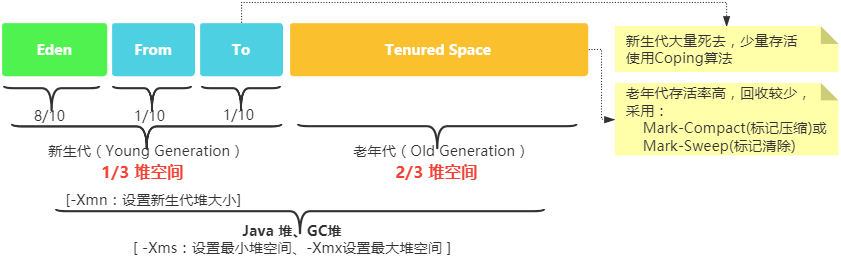 Eden
From
To
Tenured Space
新生代大量死去，少量存活
使用Coping算法
老年代存活率高，回收较少，
采用：
Mark-Compact(标记压缩)或
Mark-Sweep(标记清除)
8/10
1/10
1/10
新生代（Young Generation）
1/3 堆空间
老年代（Old Generation）
2/3 堆空间
[-Xmn：设置新生代堆大小]
Java 堆、GC堆
[ -Xms：设置最小堆空间、-Xmx设置最大堆空间 ]